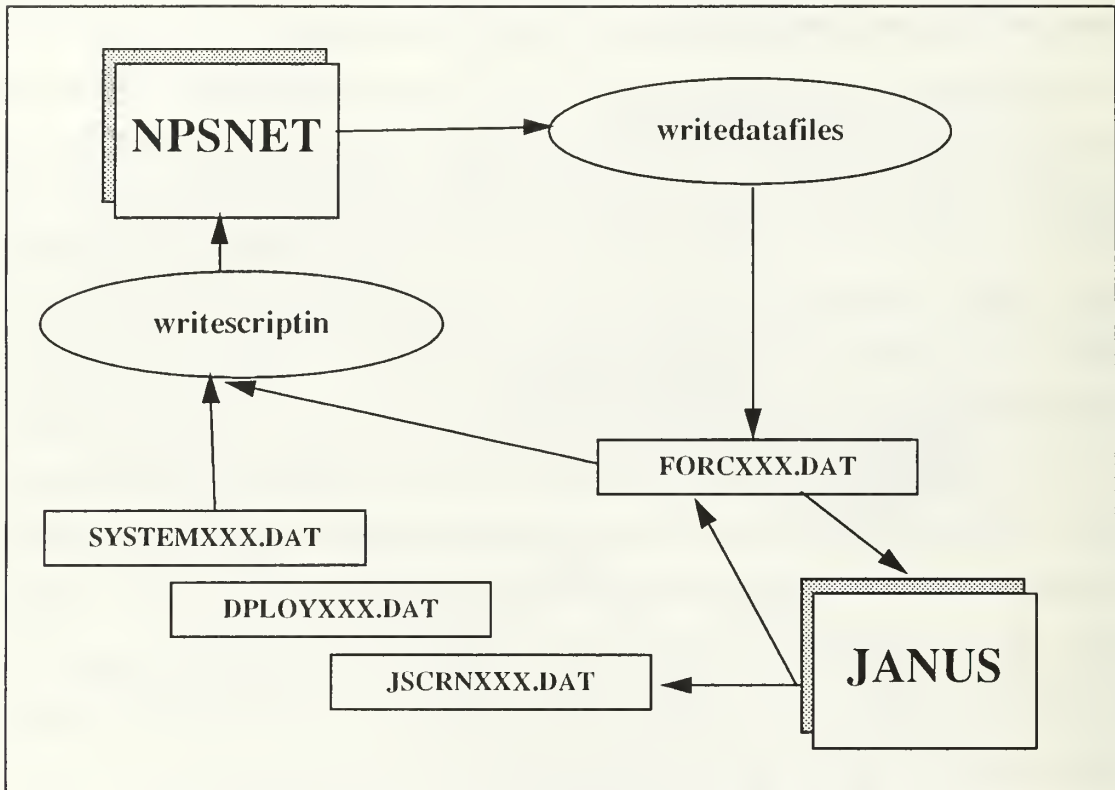 NPSNET
writedatafiles
writescriptin
FORCXXX.DAT
SYSTEMXXX.DAT
DPLOYXXX.DAT
JSCRNXXX.DAT
JANUS